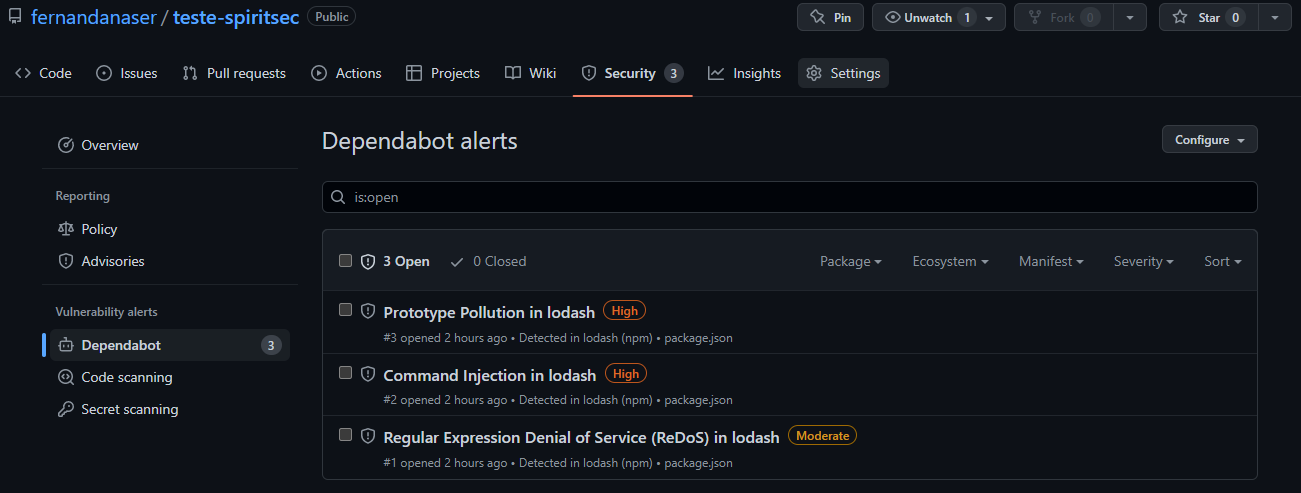 fernandanaser / teste-spiritsec Public
Pin
Unwatch 1
Fork 0
Star 0
Code
Issues
Pull requests
Actions
Projects
Wiki
Security 3
Insights
Settings
Overview
Reporting
Policy
Advisories
Vulnerability alerts
Dependabot 3
Code scanning
Secret scanning
Dependabot alerts
Configure
is:open
3 Open
0 Closed
Package
Ecosystem
Manifest
Severity
Sort
Prototype Pollution in lodash High
#3 opened 2 hours ago • Detected in lodash (npm) • package.json
Command Injection in lodash High
#2 opened 2 hours ago • Detected in lodash (npm) • package.json
Regular Expression Denial of Service (ReDoS) in lodash Moderate
#1 opened 2 hours ago • Detected in lodash (npm) • package.json